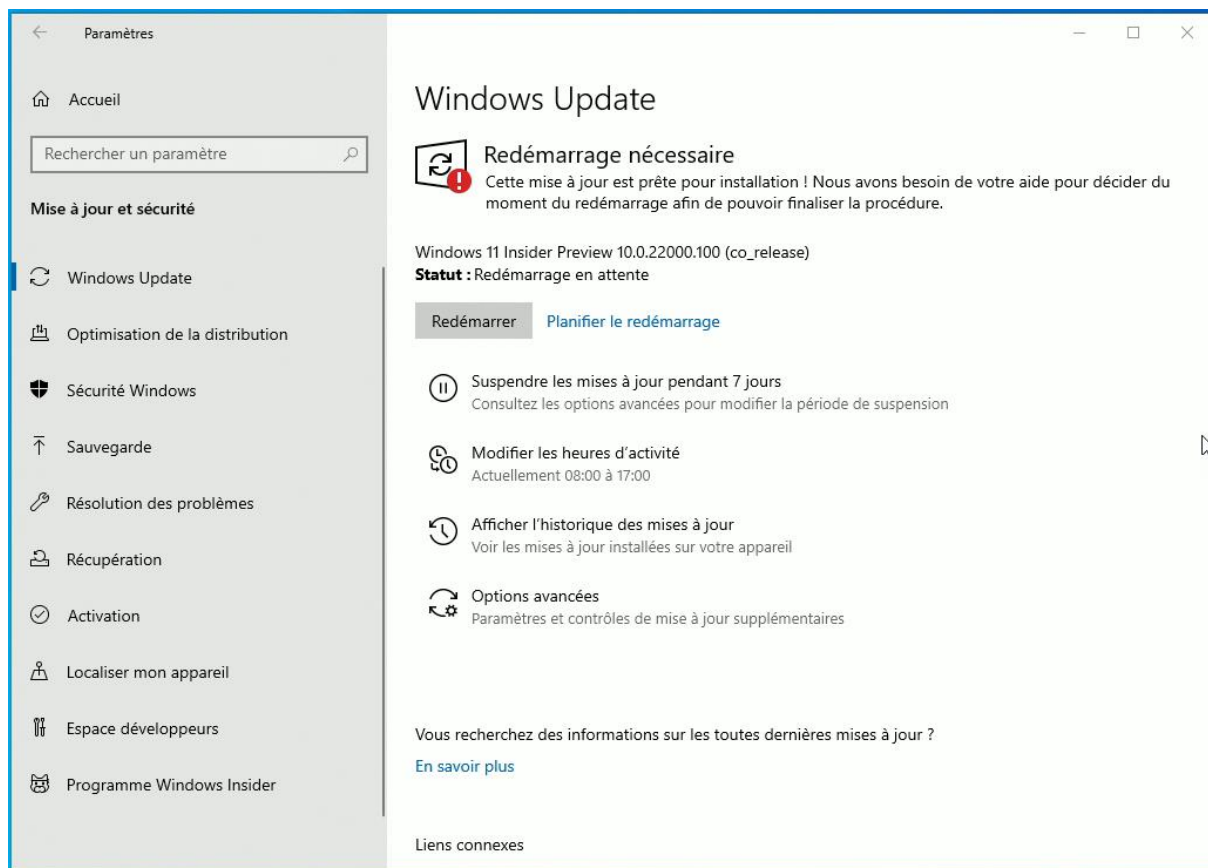 Paramètres
Accueil
Rechercher un paramètre
Mise à jour et sécurité
Windows Update
Optimisation de la distribution
Sécurité Windows
Sauvegarde
Résolution des problèmes
Récupération
Activation
Localiser mon appareil
Espace développeurs
Programme Windows Insider
Windows Update
Redémarrage nécessaire
Cette mise à jour est prête pour installation ! Nous avons besoin de votre aide pour décider du
moment du redémarrage afin de pouvoir finaliser la procédure.
Windows 11 Insider Preview 10.0.22000.100 (co_release)
Statut : Redémarrage en attente
Redémarrer Planifier le redémarrage
Suspendre les mises à jour pendant 7 jours
Consultez les options avancées pour modifier la période de suspension
Modifier les heures d’activité
Actuellement 08:00 à 17:00
Afficher l’historique des mises à jour
Voir les mises à jour installées sur votre appareil
Options avancées
Paramètres et contrôles de mise à jour supplémentaires
Vous recherchez des informations sur les toutes dernières mises à jour ?
En savoir plus
Liens connexes